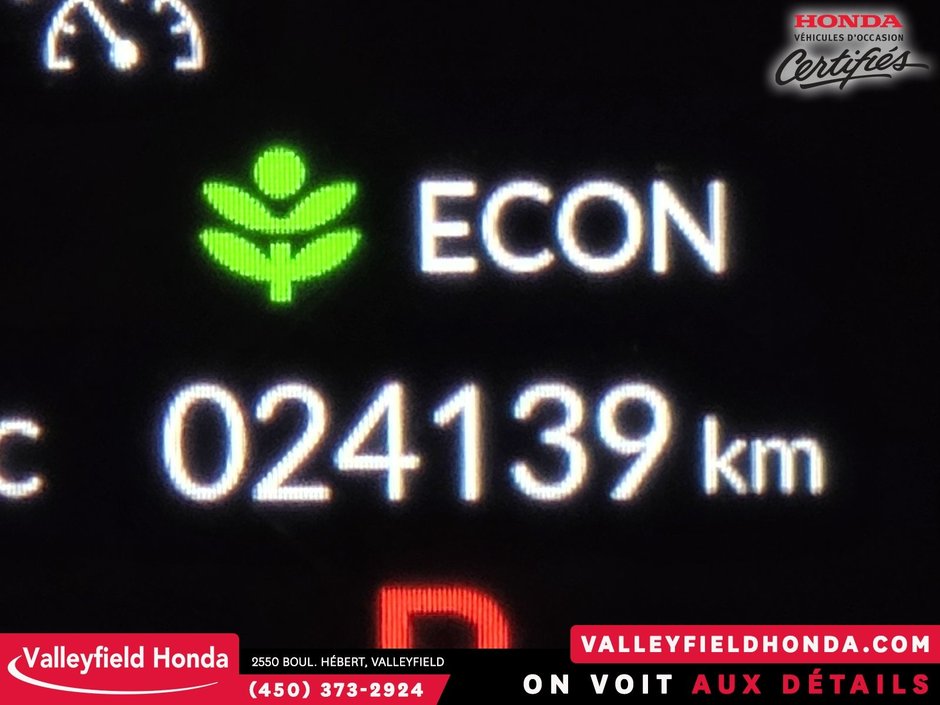 HONDA
VÉHICULES D'OCCASION
Certifiés
ECON
C 024139 km
Valleyfield Honda
2550 BOUL. HÉBERT, VALLEYFIELD
(450) 373-2924
VALLEYFIELDHONDA.COM
ON VOIT AUX DÉTAILS